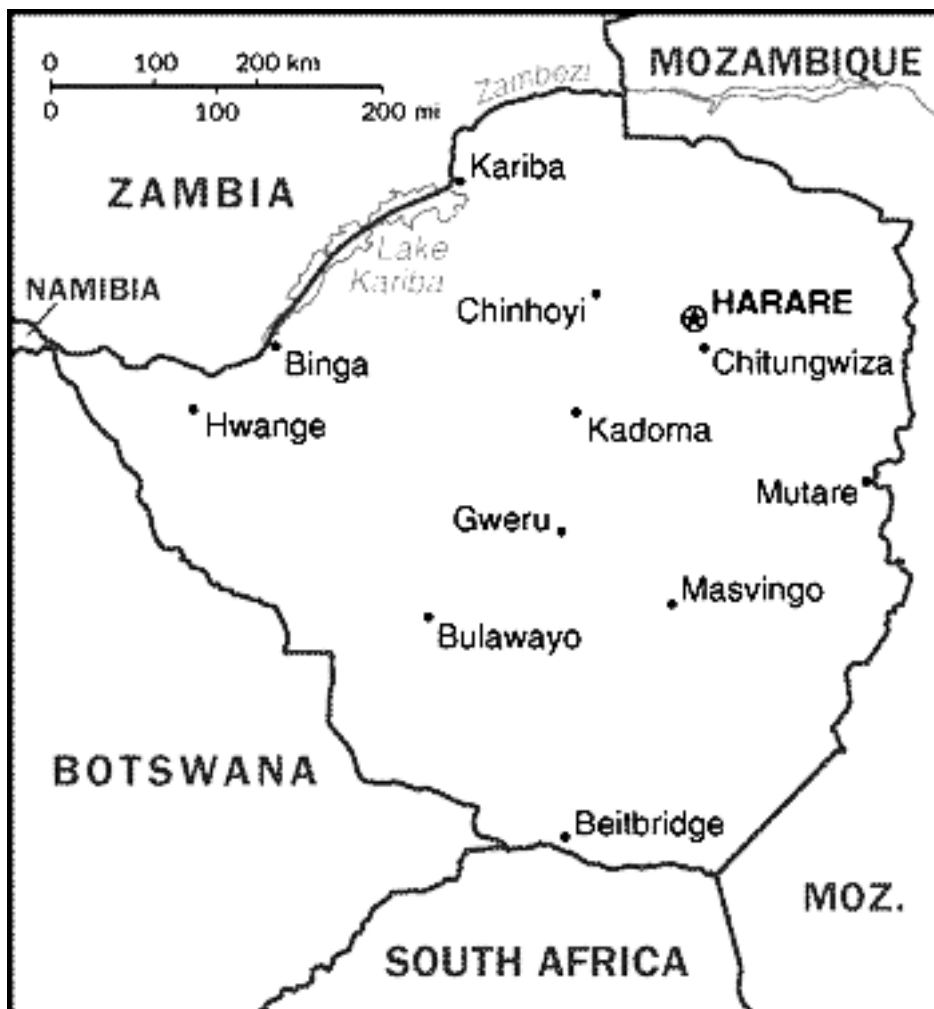 0 100 200 km
0 100 200 mi
MOZAMBIQUE
Zambezi
Kariba
ZAMBIA
Lake
Kariba
NAMIBIA
Chinhoyi
HARARE
Chitungwiza
Binga
Hwange
Kadoma
Mutare
Gweru
Masvingo
Bulawayo
BOTSWANA
Beitbridge
MOZ.
SOUTH AFRICA